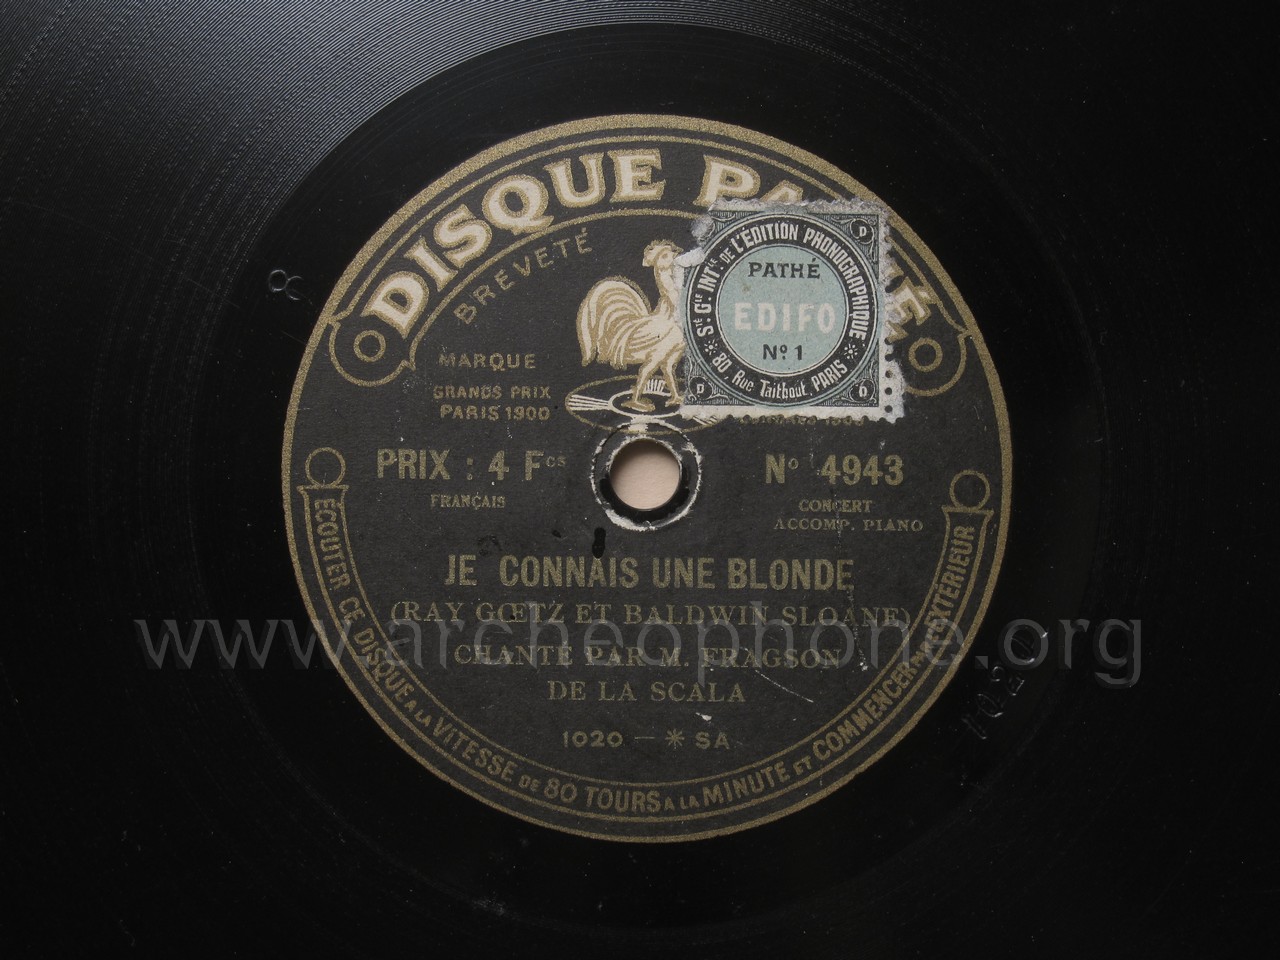 DISQUE PA É
BREVETÉ
MARQUE
GRANDS PRIX
PARIS 1900
Sté. Gle. INTle. DE L'ÉDITION PHONOGRAPHIQUE
PATHÉ
EDIFO
No. 1
80 Rue Taitbout, PARIS
D
D
D
PRIX : 4 Fcs
FRANÇAIS
No 4943
CONCERT
ACCOMP. PIANO
JE CONNAIS UNE BLONDE
(RAY GŒTZ ET BALDWIN SLOANE)
CHANTÉ PAR M. FRAGSON
DE LA SCALA
1020 — * SA
ÉCOUTER CE DISQUE A LA VITESSE DE 80 TOURS A LA MINUTE ET COMMENCER PAR L'EXTÉRIEUR
www.archeophone.org